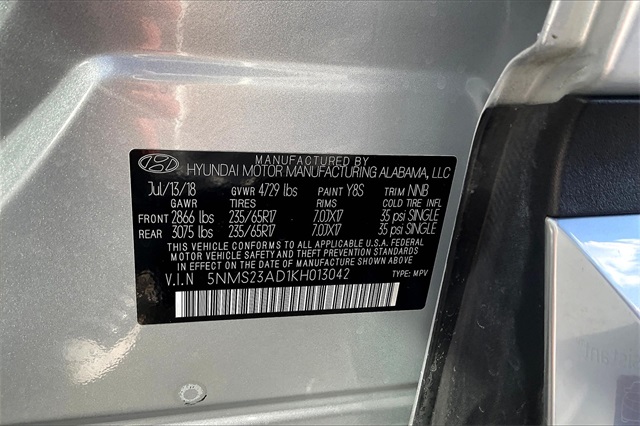 MANUFACTURED BY
HYUNDAI MOTOR MANUFACTURING ALABAMA, LLC
Jul/13/18 GVWR 4729 lbs PAINT Y8S TRIM NNB
GAWR TIRES RIMS COLD TIRE INFL
FRONT 2866 lbs 235/65R17 7.0JX17 35 psi SINGLE
REAR 3075 lbs 235/65R17 7.0JX17 35 psi SINGLE
THIS VEHICLE CONFORMS TO ALL APPLICABLE U.S.A. FEDERAL
MOTOR VEHICLE SAFETY AND THEFT PREVENTION STANDARDS
IN EFFECT ON THE DATE OF MANUFACTURE SHOWN ABOVE.
V.I.N 5NMS23AD1KH013042 TYPE: MPV